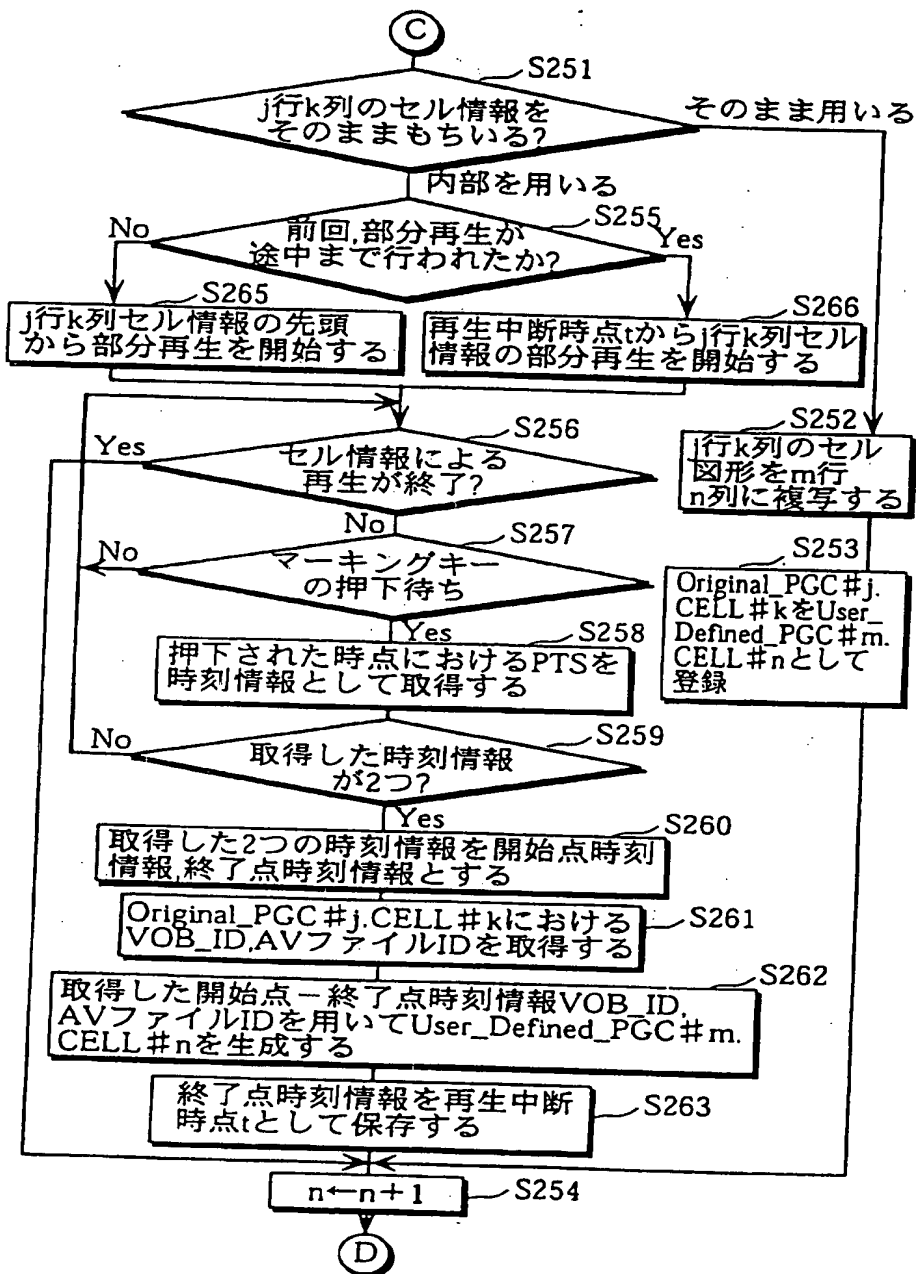 C
S251
j行k列のセル情報を
そのままもちいる?
そのまま用いる
内部を用いる
S255
前回,部分再生が
途中まで行われたか?
No
Yes
S265
j行k列セル情報の先頭
から部分再生を開始する
S266
再生中断時点tからj行k列セル
情報の部分再生を開始する
S256
セル情報による
再生が終了?
Yes
No
S252
j行k列のセル
図形をm行
n列に複写する
S257
マーキングキー
の押下待ち
No
Yes
S253
Original_PGC#j.
CELL#kをUser_
Defined_PGC#m.
CELL#nとして
登録
S258
押下された時点におけるPTSを
時刻情報として取得する
S259
取得した時刻情報
が2つ?
No
Yes
S260
取得した2つの時刻情報を開始点時刻
情報,終了点時刻情報とする
S261
Original_PGC#j.CELL#kにおける
VOB_ID,AVファイルIDを取得する
S262
取得した開始点-終了点時刻情報VOB_ID,
AVファイルIDを用いてUser_Defined_PGC#m.
CELL#nを生成する
S263
終了点時刻情報を再生中断
時点tとして保存する
S254
n←n+1
D